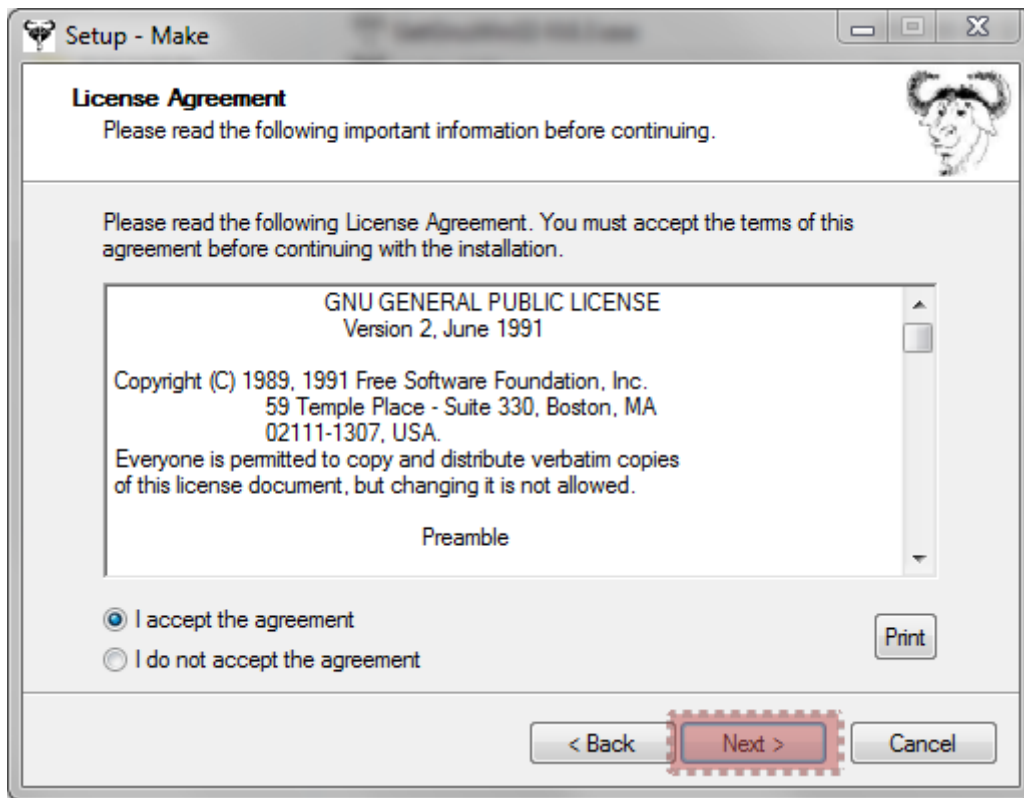 Setup - Make
License Agreement
Please read the following important information before continuing.
Please read the following License Agreement. You must accept the terms of this
agreement before continuing with the installation.
GNU GENERAL PUBLIC LICENSE
Version 2, June 1991
Copyright (C) 1989, 1991 Free Software Foundation, Inc.
59 Temple Place - Suite 330, Boston, MA
02111-1307, USA.
Everyone is permitted to copy and distribute verbatim copies
of this license document, but changing it is not allowed.
Preamble
I accept the agreement
Print
I do not accept the agreement
< Back Next > Cancel